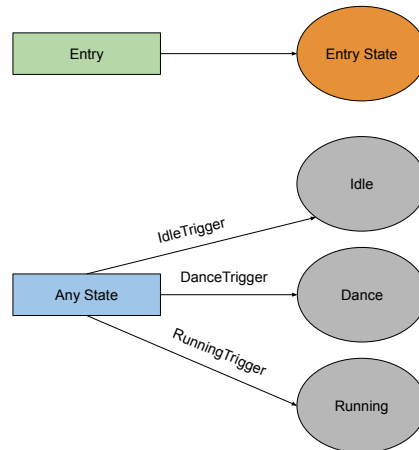 Entry
Entry State
Idle
IdleTrigger
DanceTrigger
Any State
Dance
RunningTrigger
Running